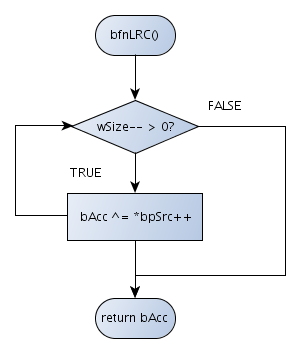 bfnLRC()
wSize-- > 0?
FALSE
TRUE
bAcc ^= *bpSrc++
return bAcc